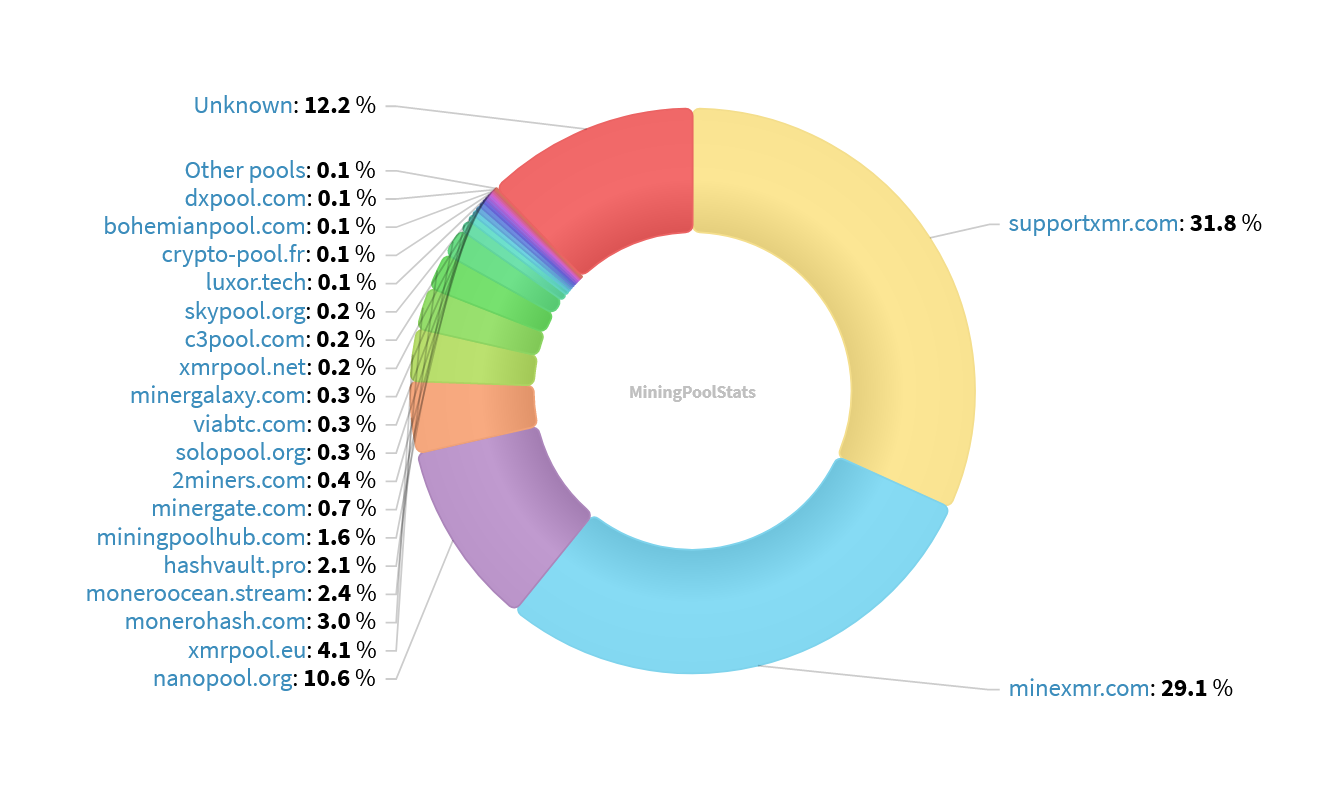 Unknown: 12.2 %
Other pools: 0.1 %
dxpool.com: 0.1 %
bohemianpool.com: 0.1 %
crypto-pool.fr: 0.1 %
luxor.tech: 0.1 %
skypool.org: 0.2 %
c3pool.com: 0.2 %
xmrpool.net: 0.2 %
minergalaxy.com: 0.3 %
viabtc.com: 0.3 %
solopool.org: 0.3 %
2miners.com: 0.4 %
minergate.com: 0.7 %
miningpoolhub.com: 1.6 %
hashvault.pro: 2.1 %
moneroocean.stream: 2.4 %
monerohash.com: 3.0 %
xmrpool.eu: 4.1 %
nanopool.org: 10.6 %
MiningPoolStats
supportxmr.com: 31.8 %
minexmr.com: 29.1 %